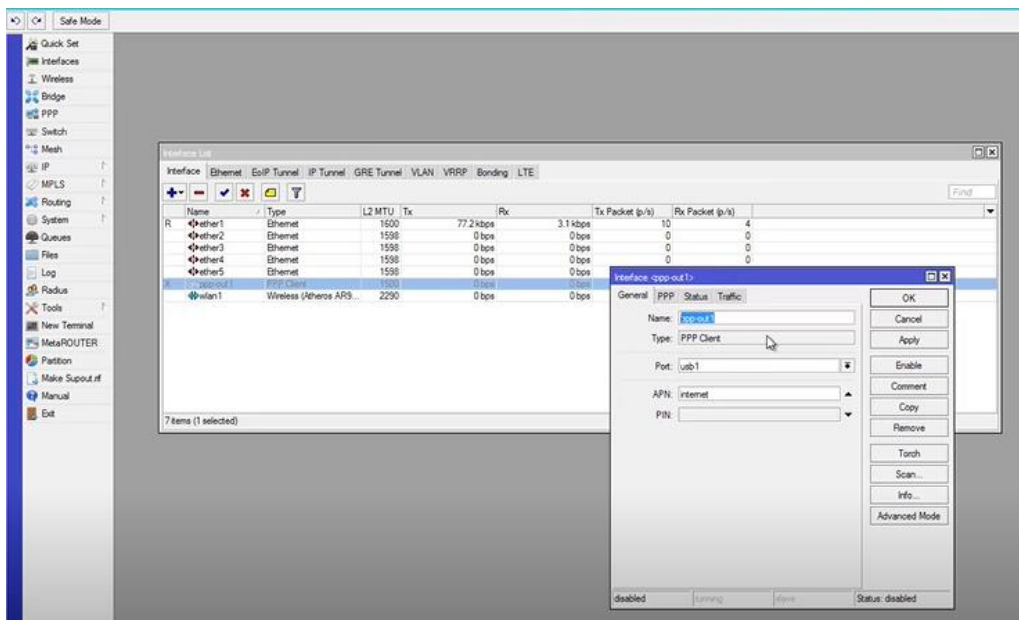 Safe Mode
Quick Set
Interfaces
Wireless
Bridge
PPP
Switch
Mesh
IP
MPLS
Routing
System
Queues
Files
Log
Radius
Tools
New Terminal
MetaROUTER
Partition
Make Supout.rif
Manual
Exit
Interface List
Interface Ethernet EoIP Tunnel IP Tunnel GRE Tunnel VLAN VRRP Bonding LTE
Find
Name / Type L2 MTU Tx Rx Tx Packet (p/s) Rx Packet (p/s)
R ether1 Ethernet 1600 77.2 kbps 3.1 kbps 10 4
ether2 Ethernet 1598 0 bps 0 bps 0 0
ether3 Ethernet 1598 0 bps 0 bps 0 0
ether4 Ethernet 1598 0 bps 0 bps 0 0
ether5 Ethernet 1598 0 bps 0 bps
X ppp-out1 PPP Client 1500 0 bps 0 bps
wlan1 Wireless (Atheros AR9... 2290 0 bps 0 bps
7 items (1 selected)
Interface <ppp-out1>
General PPP Status Traffic
Name: ppp-out1
Type: PPP Client
Port: usb1
APN: internet
PIN:
OK
Cancel
Apply
Enable
Comment
Copy
Remove
Torch
Scan...
Info...
Advanced Mode
disabled running slave Status: disabled